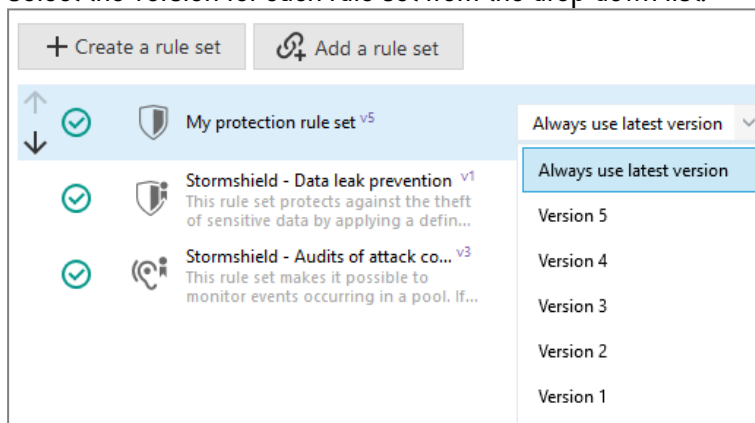 Select the version for each rule set from the drop-down list.
+ Create a rule set
Add a rule set
My protection rule set v5
Always use latest version
Always use latest version
Stormshield - Data leak prevention v1
This rule set protects against the theft
of sensitive data by applying a defin...
Version 5
Stormshield - Audits of attack co... v3
This rule set makes it possible to
monitor events occurring in a pool. If...
Version 4
Version 3
Version 2
Version 1